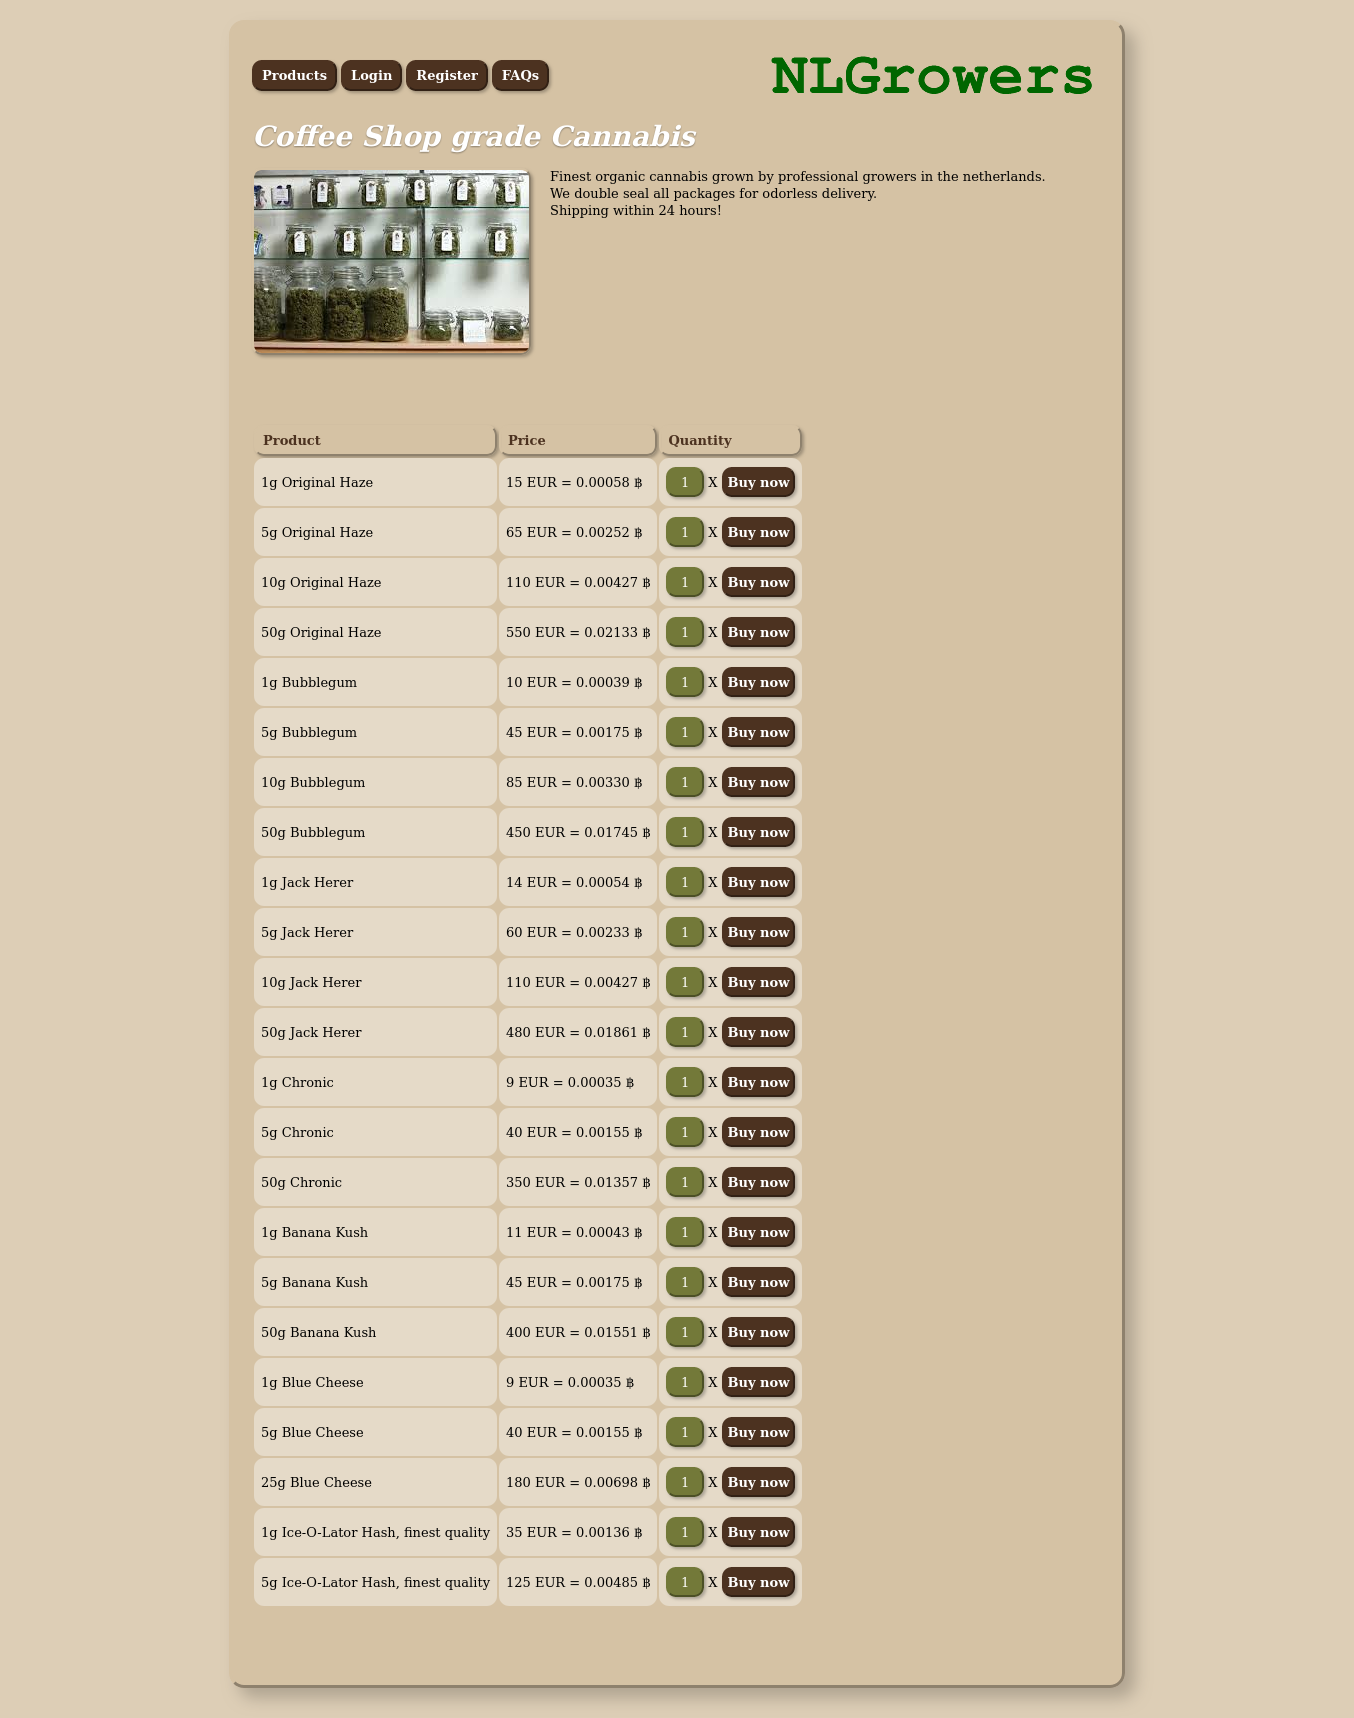 Products Login Register FAQs
NLGrowers
Coffee Shop grade Cannabis
Finest organic cannabis grown by professional growers in the netherlands.
We double seal all packages for odorless delivery.
Shipping within 24 hours!
Product Price Quantity
1g Original Haze 15 EUR = 0.00058 ฿ 1 X Buy now
5g Original Haze 65 EUR = 0.00252 ฿ 1 X Buy now
10g Original Haze 110 EUR = 0.00427 ฿ 1 X Buy now
50g Original Haze 550 EUR = 0.02133 ฿ 1 X Buy now
1g Bubblegum 10 EUR = 0.00039 ฿ 1 X Buy now
5g Bubblegum 45 EUR = 0.00175 ฿ 1 X Buy now
10g Bubblegum 85 EUR = 0.00330 ฿ 1 X Buy now
50g Bubblegum 450 EUR = 0.01745 ฿ 1 X Buy now
1g Jack Herer 14 EUR = 0.00054 ฿ 1 X Buy now
5g Jack Herer 60 EUR = 0.00233 ฿ 1 X Buy now
10g Jack Herer 110 EUR = 0.00427 ฿ 1 X Buy now
50g Jack Herer 480 EUR = 0.01861 ฿ 1 X Buy now
1g Chronic 9 EUR = 0.00035 ฿ 1 X Buy now
5g Chronic 40 EUR = 0.00155 ฿ 1 X Buy now
50g Chronic 350 EUR = 0.01357 ฿ 1 X Buy now
1g Banana Kush 11 EUR = 0.00043 ฿ 1 X Buy now
5g Banana Kush 45 EUR = 0.00175 ฿ 1 X Buy now
50g Banana Kush 400 EUR = 0.01551 ฿ 1 X Buy now
1g Blue Cheese 9 EUR = 0.00035 ฿ 1 X Buy now
5g Blue Cheese 40 EUR = 0.00155 ฿ 1 X Buy now
25g Blue Cheese 180 EUR = 0.00698 ฿ 1 X Buy now
1g Ice-O-Lator Hash, finest quality 35 EUR = 0.00136 ฿ 1 X Buy now
5g Ice-O-Lator Hash, finest quality 125 EUR = 0.00485 ฿ 1 X Buy now